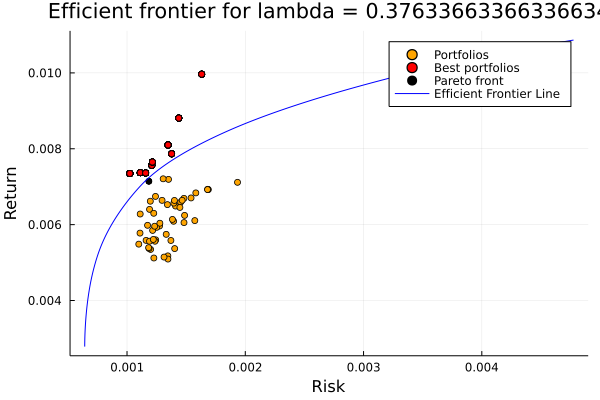 Efficient frontier for lambda = 0.3763366336633663
Portfolios
Best portfolios
Pareto front
Efficient Frontier Line
0.010
0.008
0.006
0.004
Return
0.001
0.002
0.003
0.004
Risk